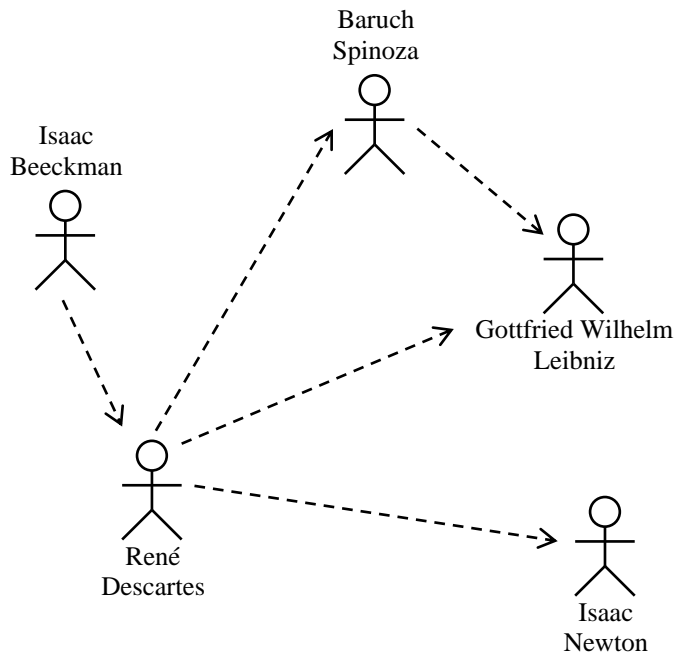 Baruch
Spinoza
Isaac
Beeckman
Gottfried Wilhelm
Leibniz
René
Descartes
Isaac
Newton